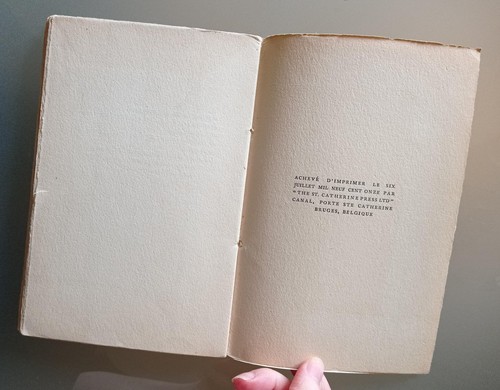 ACHEVÉ D'IMPRIMER LE SIX
JUILLET MIL NEUF CENT ONZE PAR
"THE ST. CATHERINE PRESS LTD"
CANAL, PORTE STE CATHERINE
BRUGES, BELGIQUE